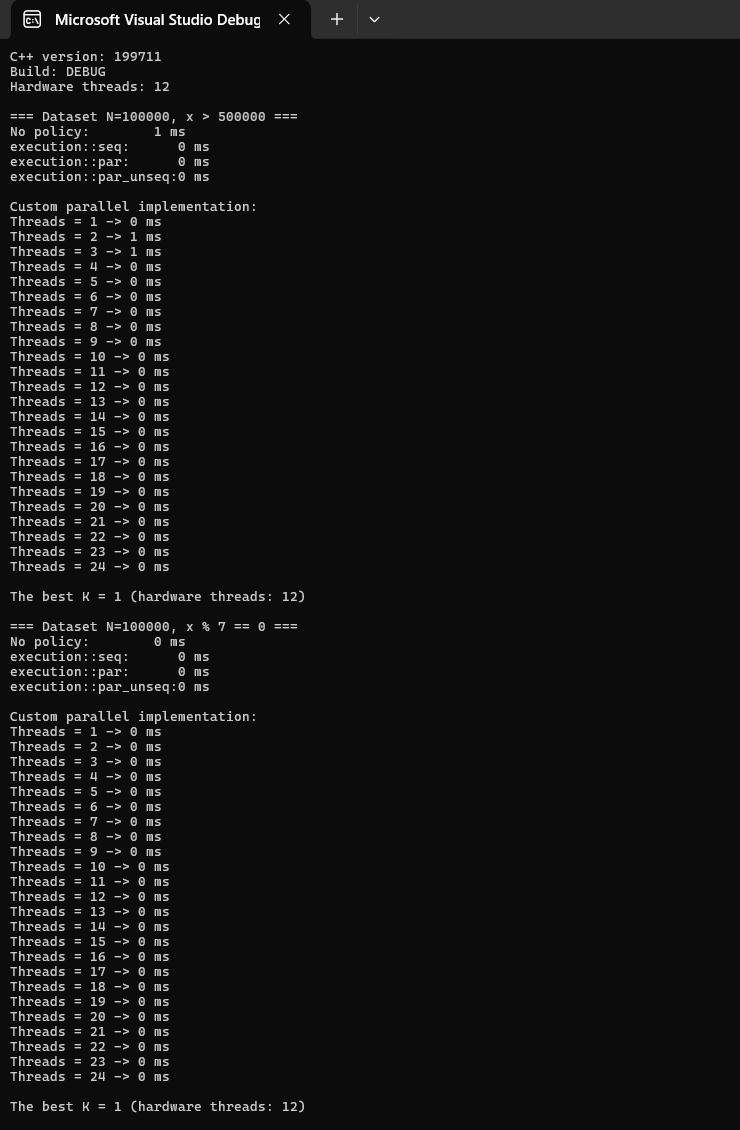 Microsoft Visual Studio Debug
C++ version: 199711
Build: DEBUG
Hardware threads: 12
=== Dataset N=100000, x > 500000 ===
No policy:        1 ms
execution::seq:      0 ms
execution::par:      0 ms
execution::par_unseq:0 ms
Custom parallel implementation:
Threads = 1 -> 0 ms
Threads = 2 -> 1 ms
Threads = 3 -> 1 ms
Threads = 4 -> 0 ms
Threads = 5 -> 0 ms
Threads = 6 -> 0 ms
Threads = 7 -> 0 ms
Threads = 8 -> 0 ms
Threads = 9 -> 0 ms
Threads = 10 -> 0 ms
Threads = 11 -> 0 ms
Threads = 12 -> 0 ms
Threads = 13 -> 0 ms
Threads = 14 -> 0 ms
Threads = 15 -> 0 ms
Threads = 16 -> 0 ms
Threads = 17 -> 0 ms
Threads = 18 -> 0 ms
Threads = 19 -> 0 ms
Threads = 20 -> 0 ms
Threads = 21 -> 0 ms
Threads = 22 -> 0 ms
Threads = 23 -> 0 ms
Threads = 24 -> 0 ms
The best K = 1 (hardware threads: 12)
=== Dataset N=100000, x % 7 == 0 ===
No policy:        0 ms
execution::seq:      0 ms
execution::par:      0 ms
execution::par_unseq:0 ms
Custom parallel implementation:
Threads = 1 -> 0 ms
Threads = 2 -> 0 ms
Threads = 3 -> 0 ms
Threads = 4 -> 0 ms
Threads = 5 -> 0 ms
Threads = 6 -> 0 ms
Threads = 7 -> 0 ms
Threads = 8 -> 0 ms
Threads = 9 -> 0 ms
Threads = 10 -> 0 ms
Threads = 11 -> 0 ms
Threads = 12 -> 0 ms
Threads = 13 -> 0 ms
Threads = 14 -> 0 ms
Threads = 15 -> 0 ms
Threads = 16 -> 0 ms
Threads = 17 -> 0 ms
Threads = 18 -> 0 ms
Threads = 19 -> 0 ms
Threads = 20 -> 0 ms
Threads = 21 -> 0 ms
Threads = 22 -> 0 ms
Threads = 23 -> 0 ms
Threads = 24 -> 0 ms
The best K = 1 (hardware threads: 12)